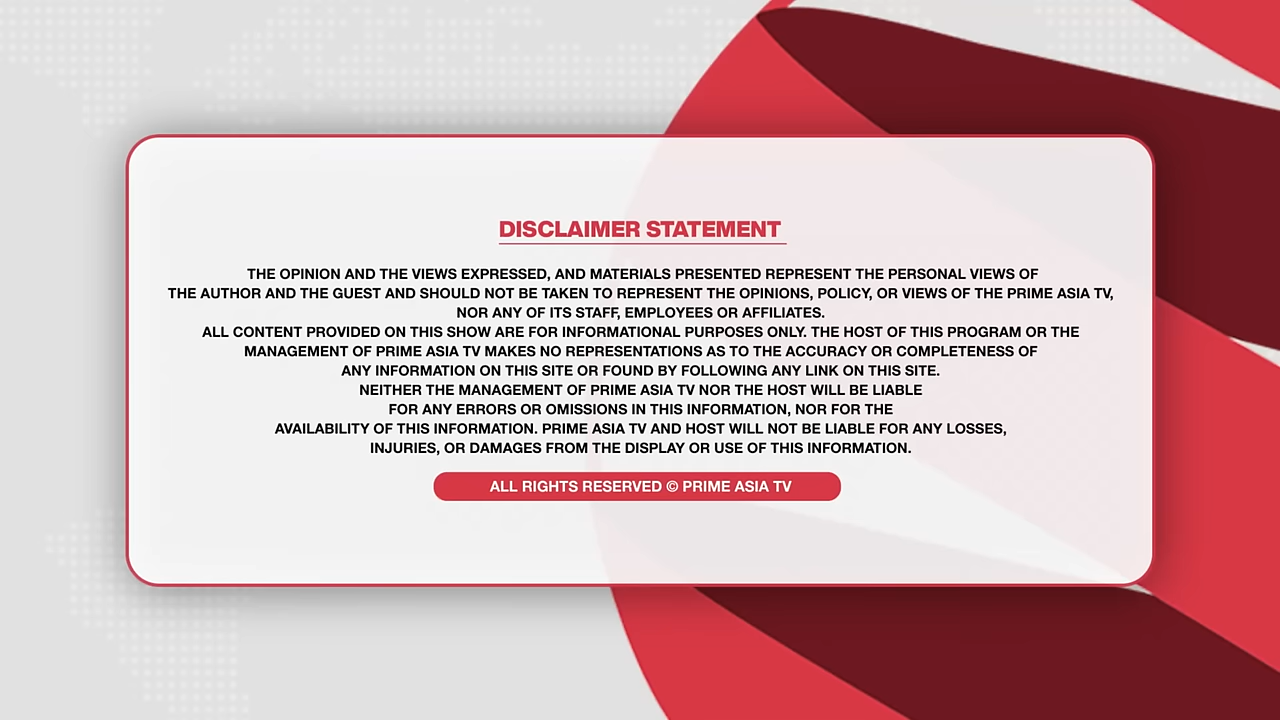 DISCLAIMER STATEMENT
THE OPINION AND THE VIEWS EXPRESSED, AND MATERIALS PRESENTED REPRESENT THE PERSONAL VIEWS OF
THE AUTHOR AND THE GUEST AND SHOULD NOT BE TAKEN TO REPRESENT THE OPINIONS, POLICY, OR VIEWS OF THE PRIME ASIA TV,
NOR ANY OF ITS STAFF, EMPLOYEES OR AFFILIATES.
ALL CONTENT PROVIDED ON THIS SHOW ARE FOR INFORMATIONAL PURPOSES ONLY. THE HOST OF THIS PROGRAM OR THE
MANAGEMENT OF PRIME ASIA TV MAKES NO REPRESENTATIONS AS TO THE ACCURACY OR COMPLETENESS OF
ANY INFORMATION ON THIS SITE OR FOUND BY FOLLOWING ANY LINK ON THIS SITE.
NEITHER THE MANAGEMENT OF PRIME ASIA TV NOR THE HOST WILL BE LIABLE
FOR ANY ERRORS OR OMISSIONS IN THIS INFORMATION, NOR FOR THE
AVAILABILITY OF THIS INFORMATION. PRIME ASIA TV AND HOST WILL NOT BE LIABLE FOR ANY LOSSES,
INJURIES, OR DAMAGES FROM THE DISPLAY OR USE OF THIS INFORMATION.
ALL RIGHTS RESERVED © PRIME ASIA TV